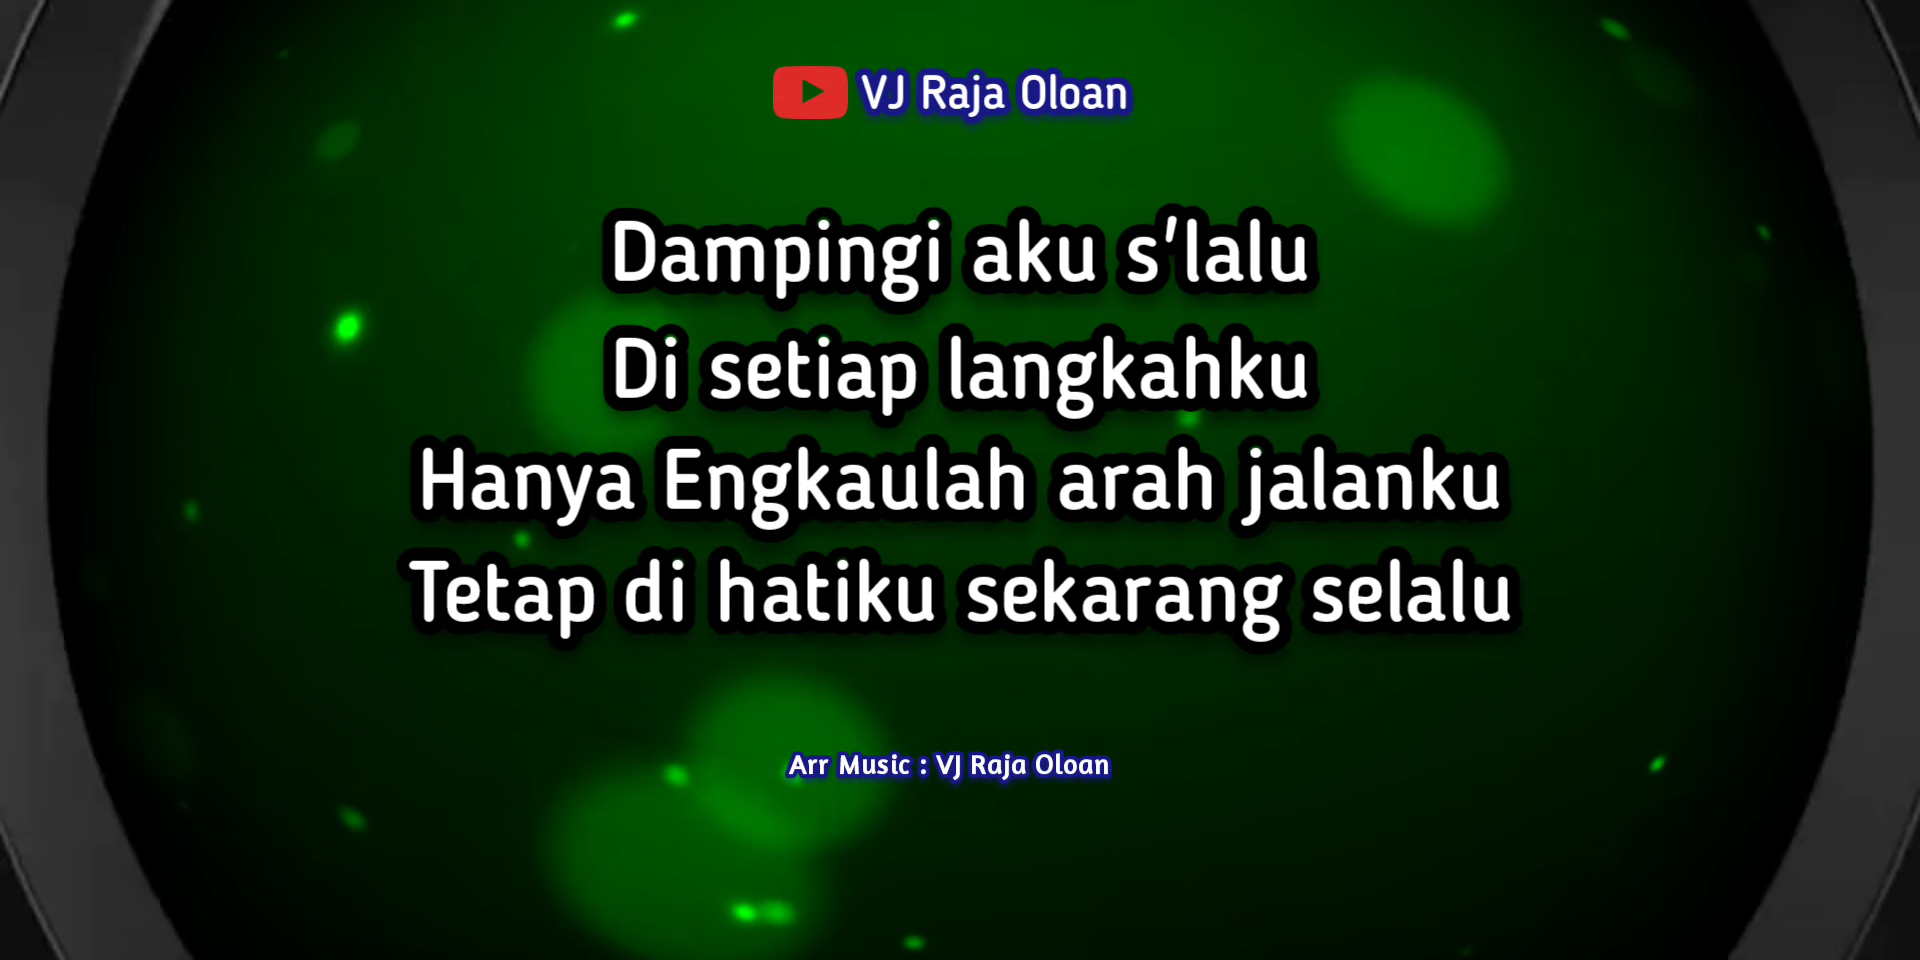 VJ Raja Oloan
Dampingi aku s'lalu
Di setiap langkahku
Hanya Engkaulah arah jalanku
Tetap di hatiku sekarang selalu
Arr Music : VJ Raja Oloan